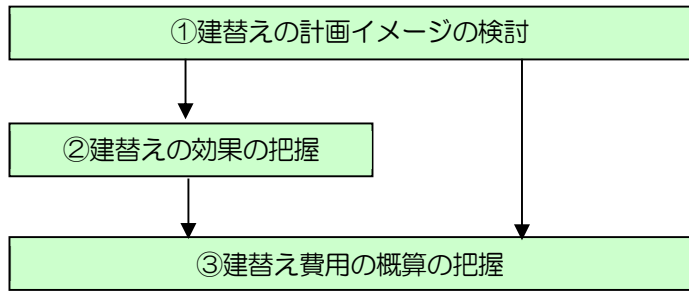 ①建替えの計画イメージの検討
②建替えの効果の把握
③建替え費用の概算の把握